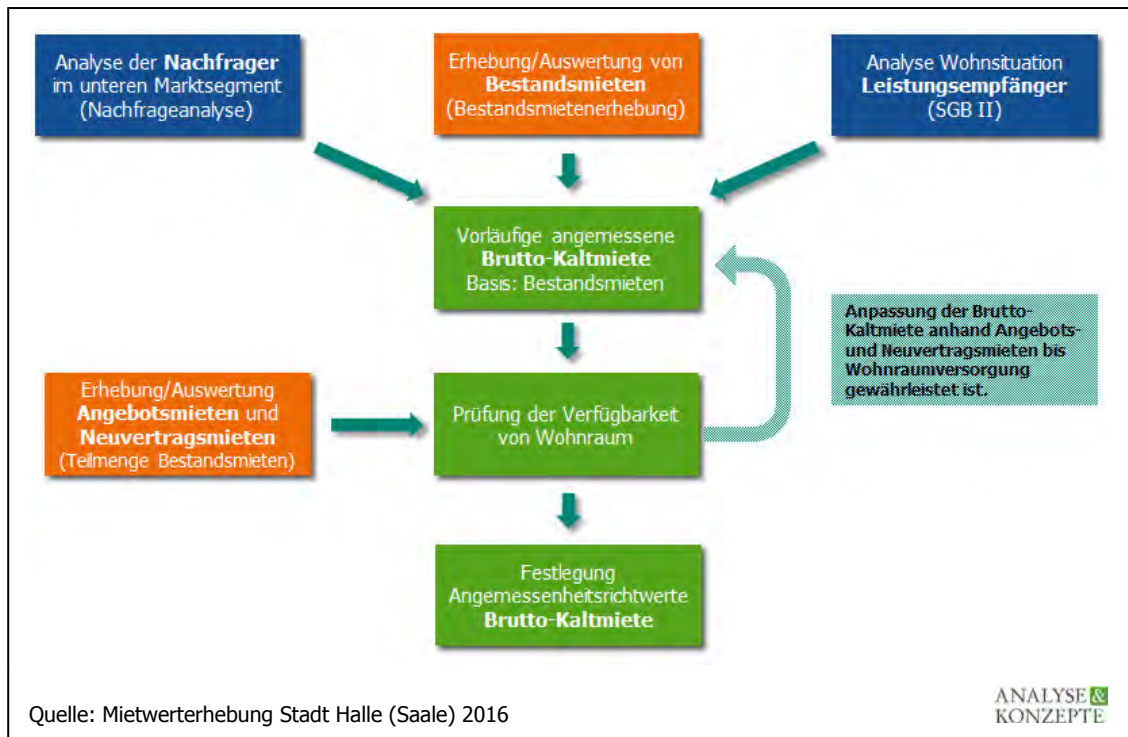 Analyse der Nachfrager
im unteren Marktsegment
(Nachfrageanalyse)
Erhebung/Auswertung von
Bestandsmieten
(Bestandsmietenerhebung)
Analyse Wohnsituation
Leistungsempfänger
(SGB II)
Vorläufige angemessene
Brutto-Kaltmiete
Basis: Bestandsmieten
Anpassung der Brutto-
Kaltmiete anhand Angebots-
und Neuvertragsmieten bis
Wohnraumversorgung
gewährleistet ist.
Erhebung/Auswertung
Angebotsmieten und
Neuvertragsmieten
(Teilmenge Bestandsmieten)
Prüfung der Verfügbarkeit
von Wohnraum
Festlegung
Angemessenheitsrichtwerte
Brutto-Kaltmiete
Quelle: Mietwerterhebung Stadt Halle (Saale) 2016
ANALYSE &
KONZEPTE